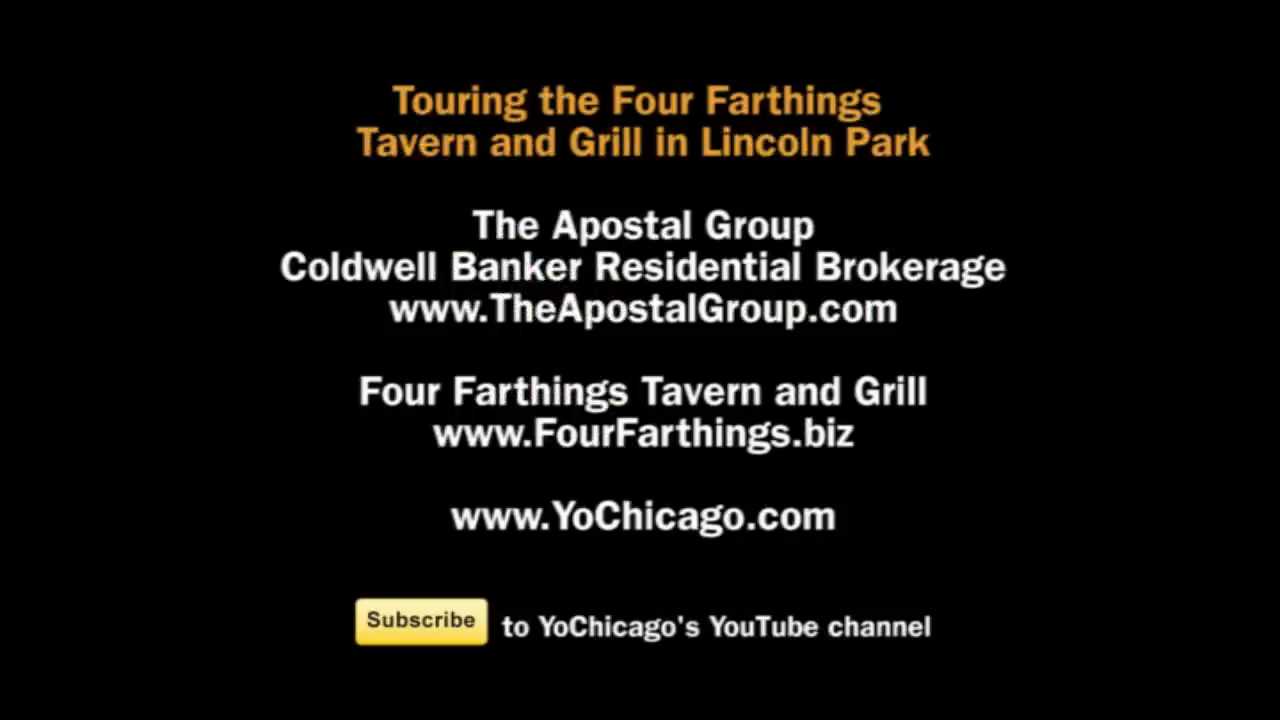 Touring the Four Farthings
Tavern and Grill in Lincoln Park
The Apostal Group
Coldwell Banker Residential Brokerage
www.TheApostalGroup.com
Four Farthings Tavern and Grill
www.FourFarthings.biz
www.YoChicago.com
Subscribe to YoChicago's YouTube channel